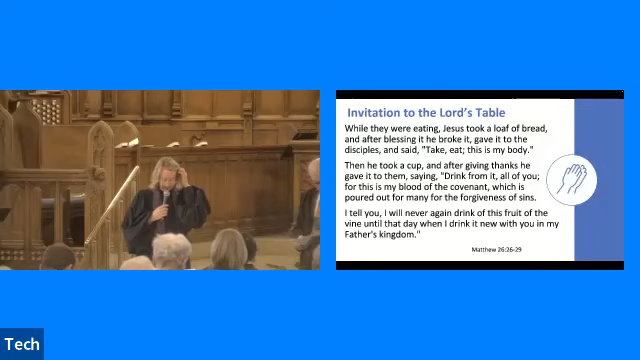 Invitation to the Lord's Table
While they were eating, Jesus took a loaf of bread,
and after blessing it he broke it, gave it to the
disciples, and said, "Take, eat; this is my body."
Then he took a cup, and after giving thanks he
gave it to them, saying, "Drink from it, all of you;
for this is my blood of the covenant, which is
poured out for many for the forgiveness of sins.
I tell you, I will never again drink of this fruit of the
vine until that day when I drink it new with you in my
Father's kingdom."
Matthew 26:26-29
Tech